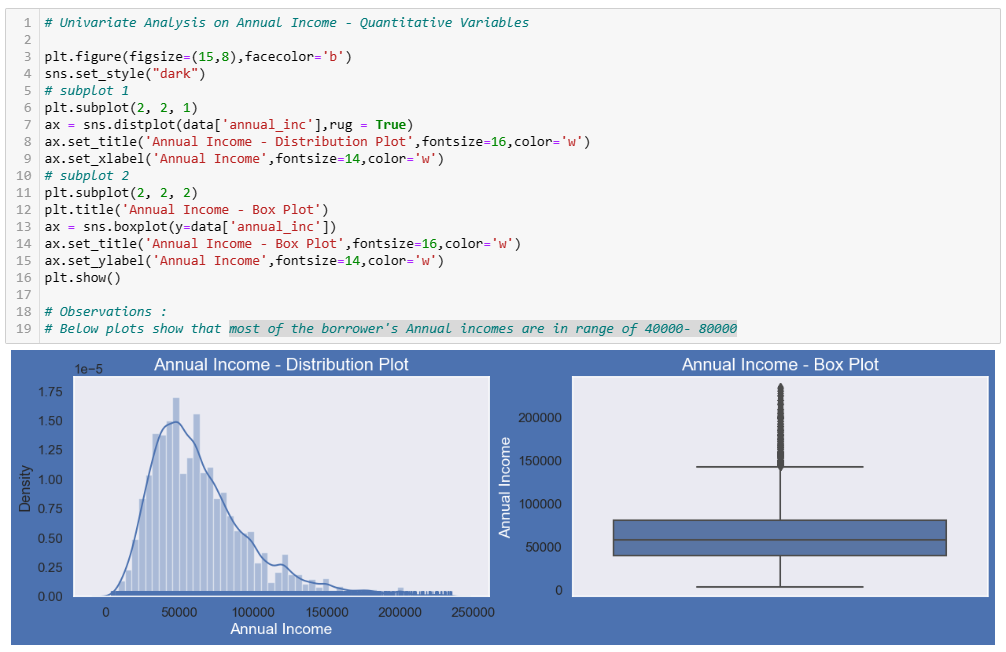 1 # Univariate Analysis on Annual Income - Quantitative Variables
2
3 plt.figure(figsize=(15,8),facecolor='b')
4 sns.set_style("dark")
5 # subplot 1
6 plt.subplot(2, 2, 1)
7 ax = sns.distplot(data['annual_inc'],rug = True)
8 ax.set_title('Annual Income - Distribution Plot',fontsize=16,color='w')
9 ax.set_xlabel('Annual Income',fontsize=14,color='w')
10 # subplot 2
11 plt.subplot(2, 2, 2)
12 plt.title('Annual Income - Box Plot')
13 ax = sns.boxplot(y=data['annual_inc'])
14 ax.set_title('Annual Income - Box Plot',fontsize=16,color='w')
15 ax.set_ylabel('Annual Income',fontsize=14,color='w')
16 plt.show()
17
18 # Observations :
19 # Below plots show that most of the borrower's Annual incomes are in range of 40000- 80000
Annual Income - Distribution Plot
1e−5
1.75
1.50
1.25
1.00
0.75
0.50
0.25
0.00
Density
0 50000 100000 150000 200000 250000
Annual Income
Annual Income - Box Plot
200000
150000
100000
50000
0
Annual Income